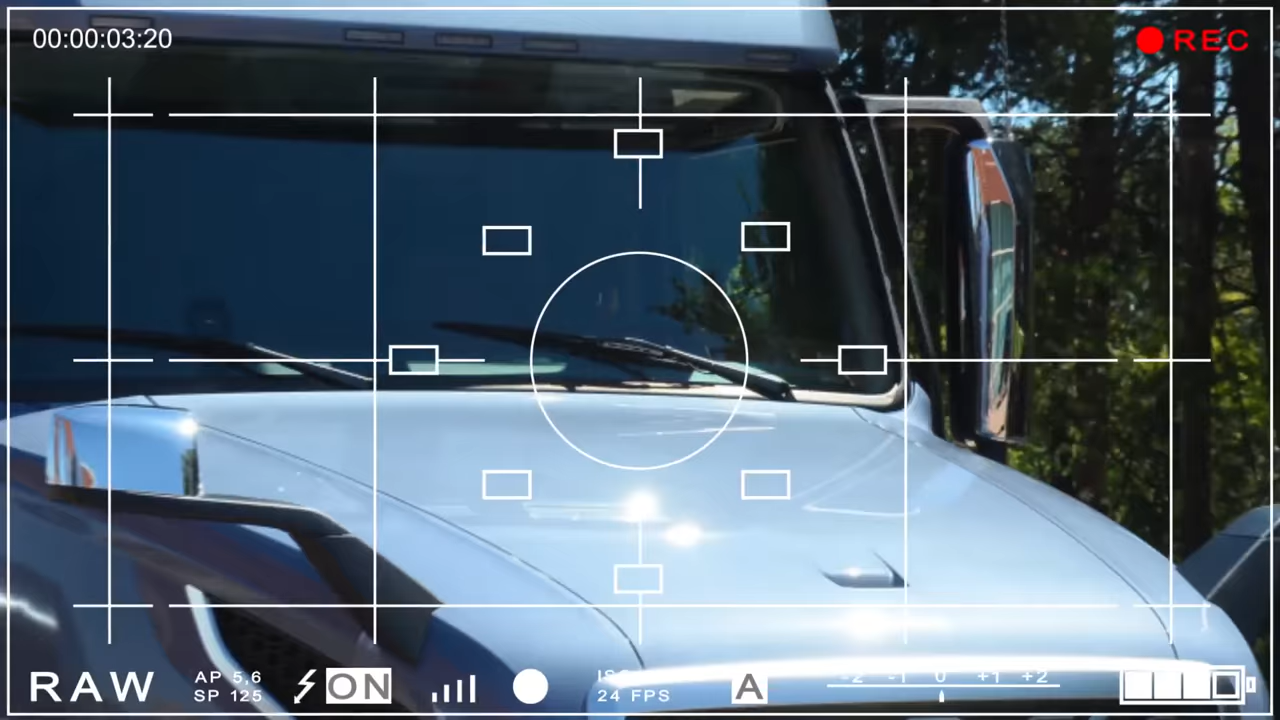 00:00:03:20
REC
RAW
AP 5,6
SP 125
ON
24 FPS
A
-2 -1 0 +1 +2